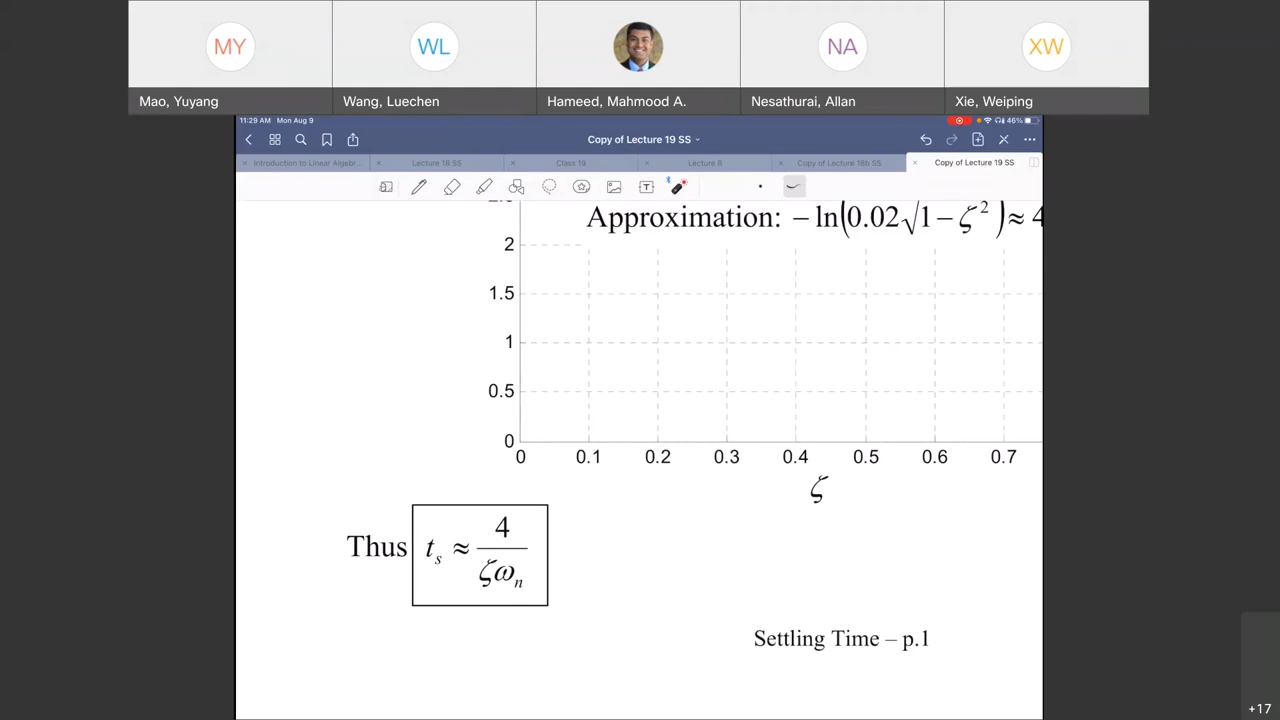 MY
WL
NA
XW
Mao, Yuyang
Wang, Luechen
Hameed, Mahmood A.
Nesathurai, Allan
Xie, Weiping
11:29 AM Mon Aug 9
46%
Copy of Lecture 19 SS
Introduction to Linear Algebr...
Lecture 18 SS
Class 19
Lecture 8
Copy of Lecture 18b SS
Copy of Lecture 19 SS
Approximation: − ln(0.02√1 − ζ²) ≈ 4
2
1.5
1
0.5
0
0 0.1 0.2 0.3 0.4 0.5 0.6 0.7
ζ
Thus t_s ≈ 4 / ζω_n
Settling Time – p.1
+17